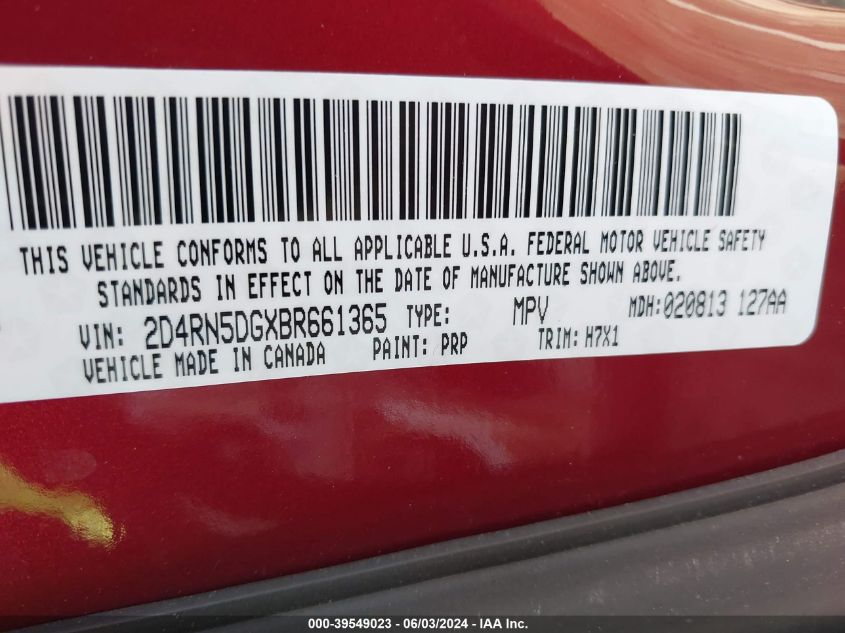 THIS VEHICLE CONFORMS TO ALL APPLICABLE U.S.A. FEDERAL MOTOR VEHICLE SAFETY
STANDARDS IN EFFECT ON THE DATE OF MANUFACTURE SHOWN ABOVE.
VIN: 2D4RN5DGXBR661365 TYPE: MPV MDH:020813 127AA
VEHICLE MADE IN CANADA PAINT: PRP TRIM: H7X1
000-39549023 - 06/03/2024 - IAA Inc.